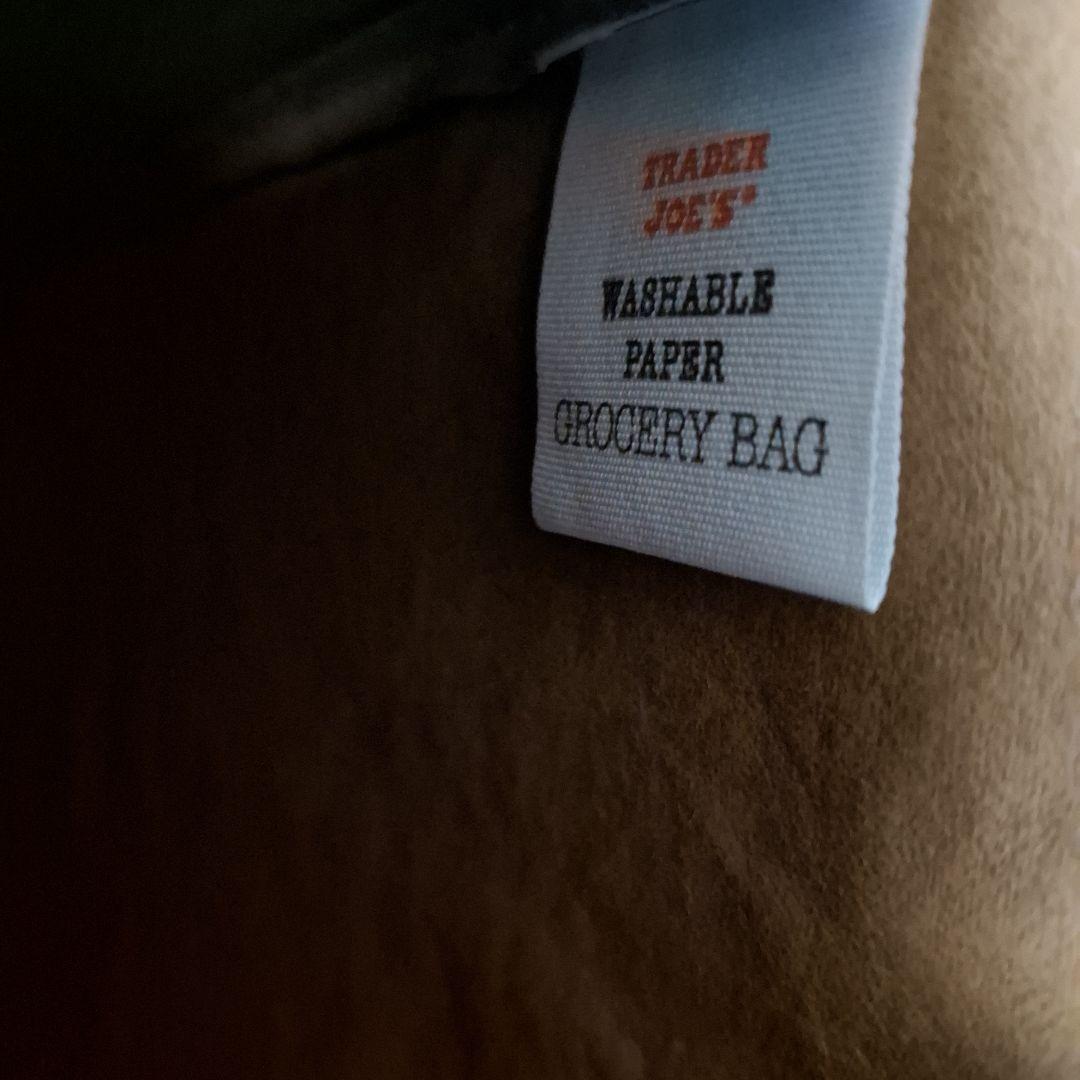 TRADER
JOE'S®
WASHABLE
PAPER
GROCERY BAG